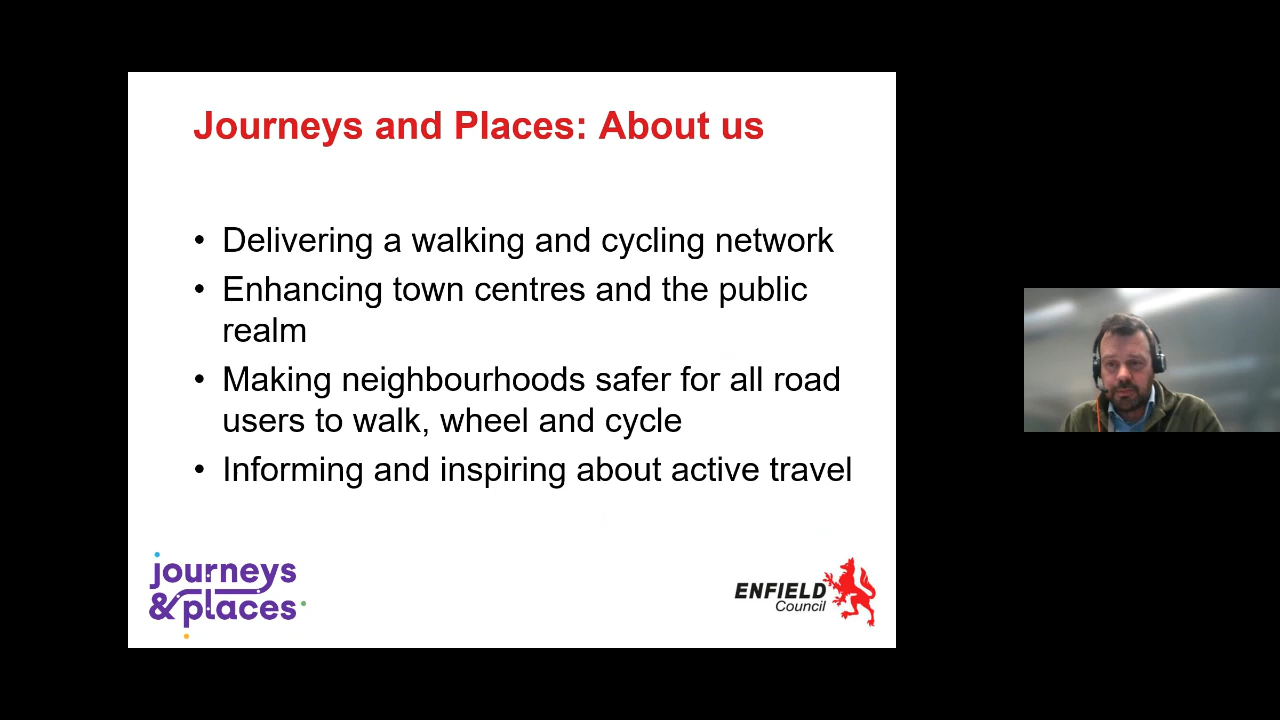 Journeys and Places: About us
• Delivering a walking and cycling network
• Enhancing town centres and the public
realm
• Making neighbourhoods safer for all road
users to walk, wheel and cycle
• Informing and inspiring about active travel
journeys
&places
ENFIELD
Council